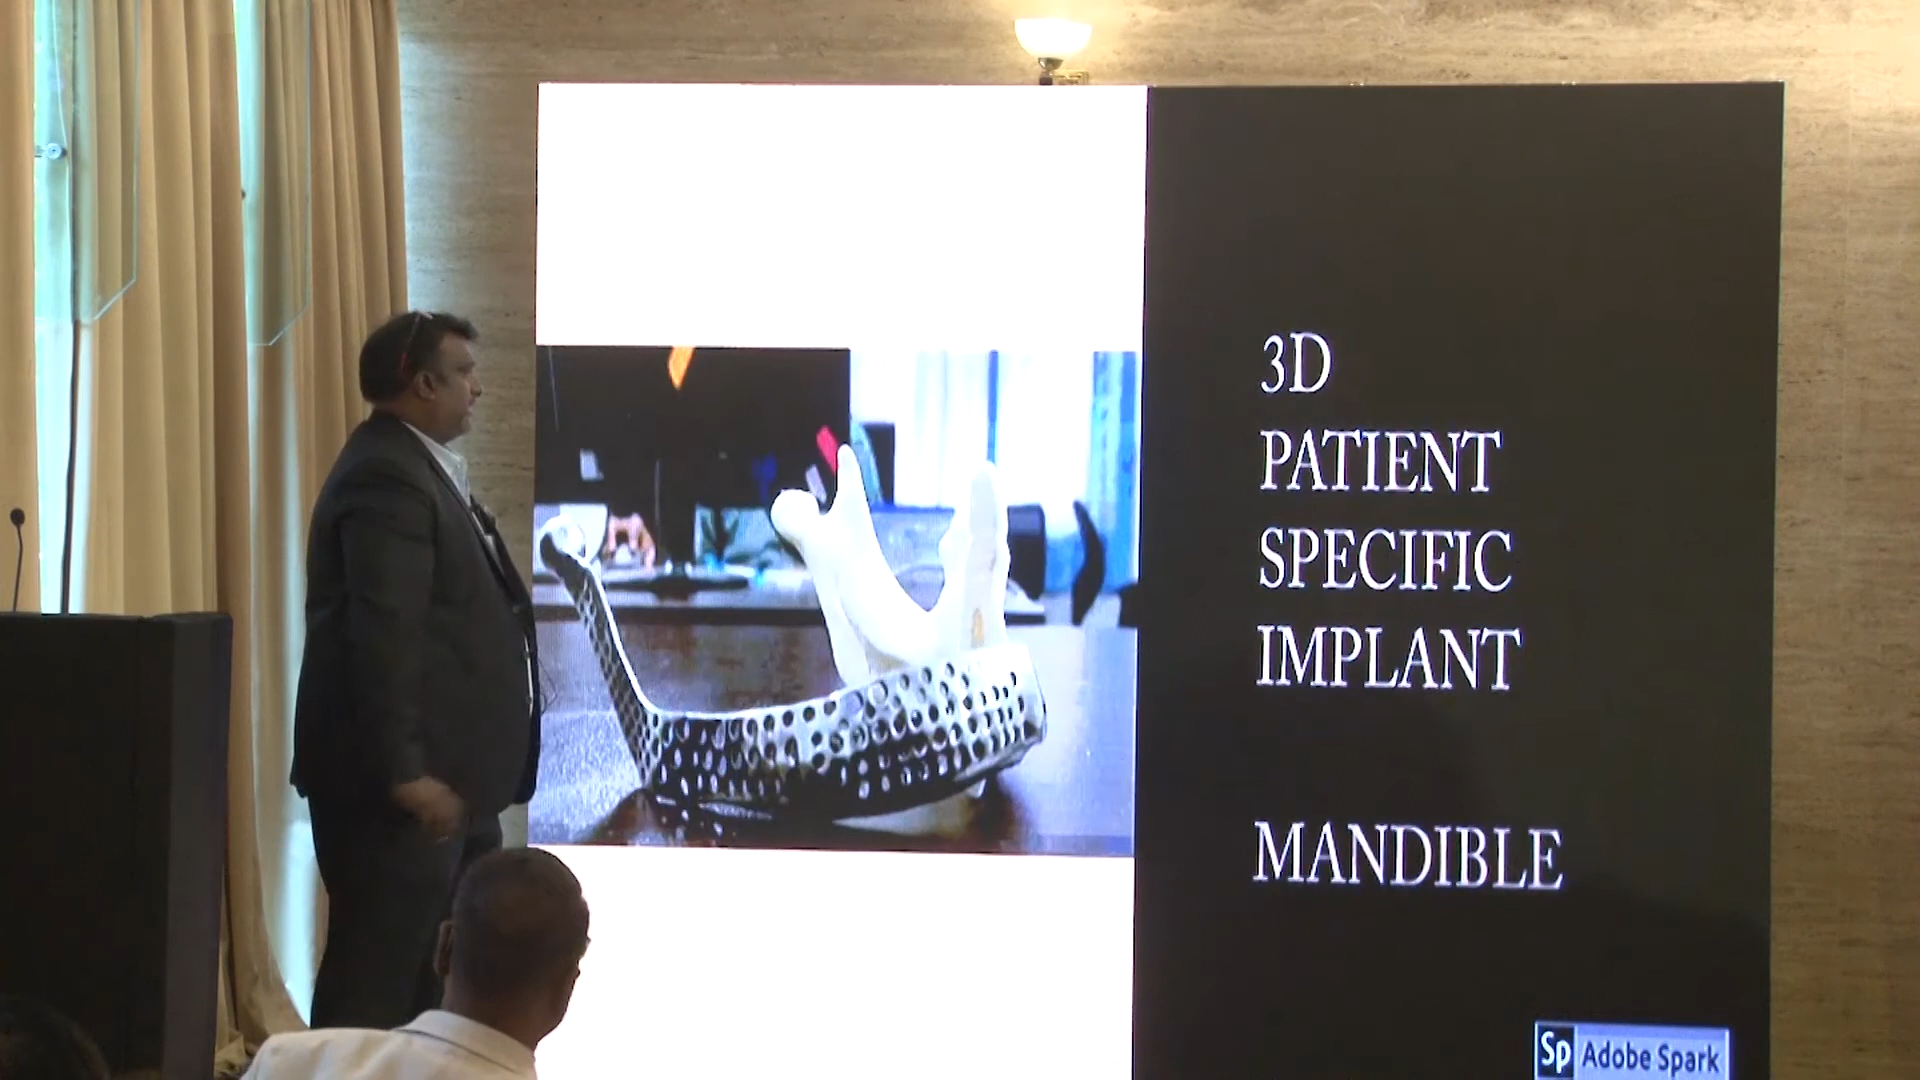 3D
PATIENT
SPECIFIC
IMPLANT
MANDIBLE
Sp Adobe Spark